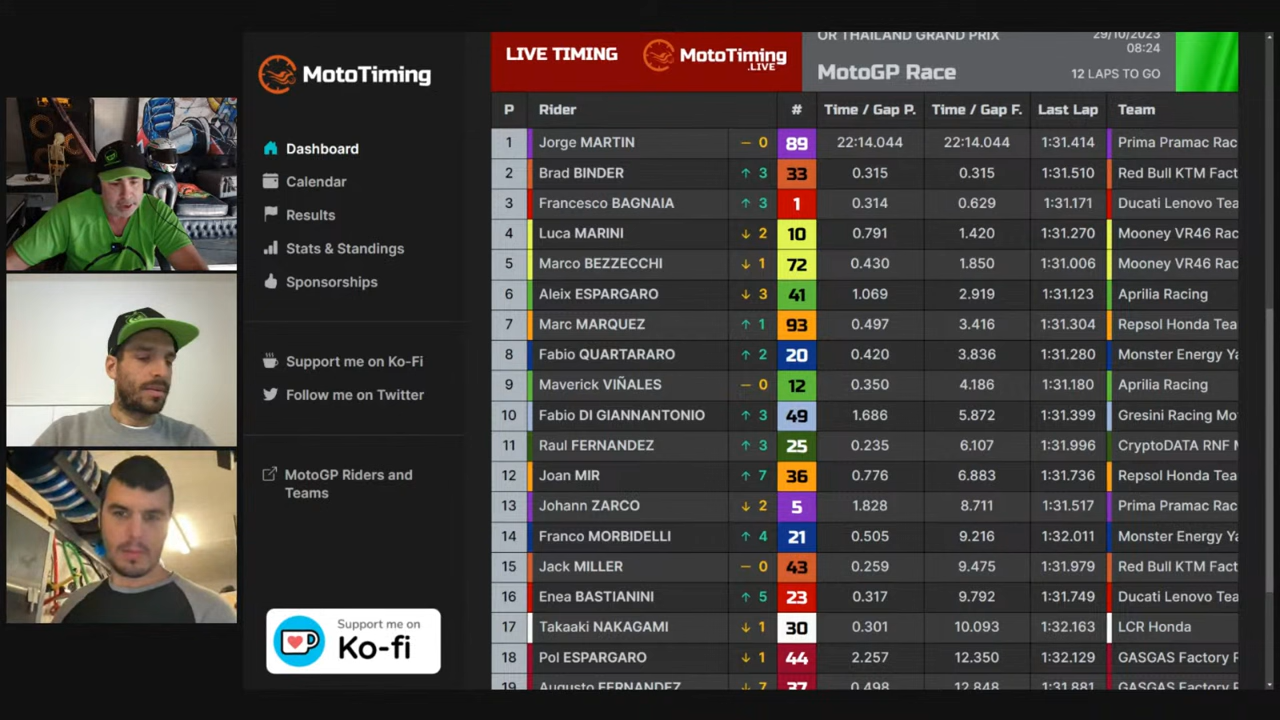 MotoTiming
Dashboard
Calendar
Results
Stats & Standings
Sponsorships
Support me on Ko-Fi
Follow me on Twitter
MotoGP Riders and
Teams
Support me on
Ko-fi
LIVE TIMING
MotoTiming
.LIVE
OR THAILAND GRAND PRIX
MotoGP Race
29/10/2023
08:24
12 LAPS TO GO
P Rider # Time / Gap P. Time / Gap F. Last Lap Team
1 Jorge MARTIN – 0 89 22:14.044 22:14.044 1:31.414 Prima Pramac Rac
2 Brad BINDER ↑ 3 33 0.315 0.315 1:31.510 Red Bull KTM Fact
3 Francesco BAGNAIA ↑ 3 1 0.314 0.629 1:31.171 Ducati Lenovo Tea
4 Luca MARINI ↓ 2 10 0.791 1.420 1:31.270 Mooney VR46 Rac
5 Marco BEZZECCHI ↓ 1 72 0.430 1.850 1:31.006 Mooney VR46 Rac
6 Aleix ESPARGARO ↓ 3 41 1.069 2.919 1:31.123 Aprilia Racing
7 Marc MARQUEZ ↑ 1 93 0.497 3.416 1:31.304 Repsol Honda Tea
8 Fabio QUARTARARO ↑ 2 20 0.420 3.836 1:31.280 Monster Energy Ya
9 Maverick VIÑALES – 0 12 0.350 4.186 1:31.180 Aprilia Racing
10 Fabio DI GIANNANTONIO ↑ 3 49 1.686 5.872 1:31.399 Gresini Racing Mo
11 Raul FERNANDEZ ↑ 3 25 0.235 6.107 1:31.996 CryptoDATA RNF M
12 Joan MIR ↑ 7 36 0.776 6.883 1:31.736 Repsol Honda Tea
13 Johann ZARCO ↓ 2 5 1.828 8.711 1:31.517 Prima Pramac Rac
14 Franco MORBIDELLI ↑ 4 21 0.505 9.216 1:32.011 Monster Energy Ya
15 Jack MILLER – 0 43 0.259 9.475 1:31.979 Red Bull KTM Fact
16 Enea BASTIANINI ↑ 5 23 0.317 9.792 1:31.749 Ducati Lenovo Tea
17 Takaaki NAKAGAMI ↓ 1 30 0.301 10.093 1:32.163 LCR Honda
18 Pol ESPARGARO ↓ 1 44 2.257 12.350 1:32.129 GASGAS Factory R
19 Augusto FERNANDEZ ↓ 7 37 0.498 12.848 1:31.881 GASGAS Factory R